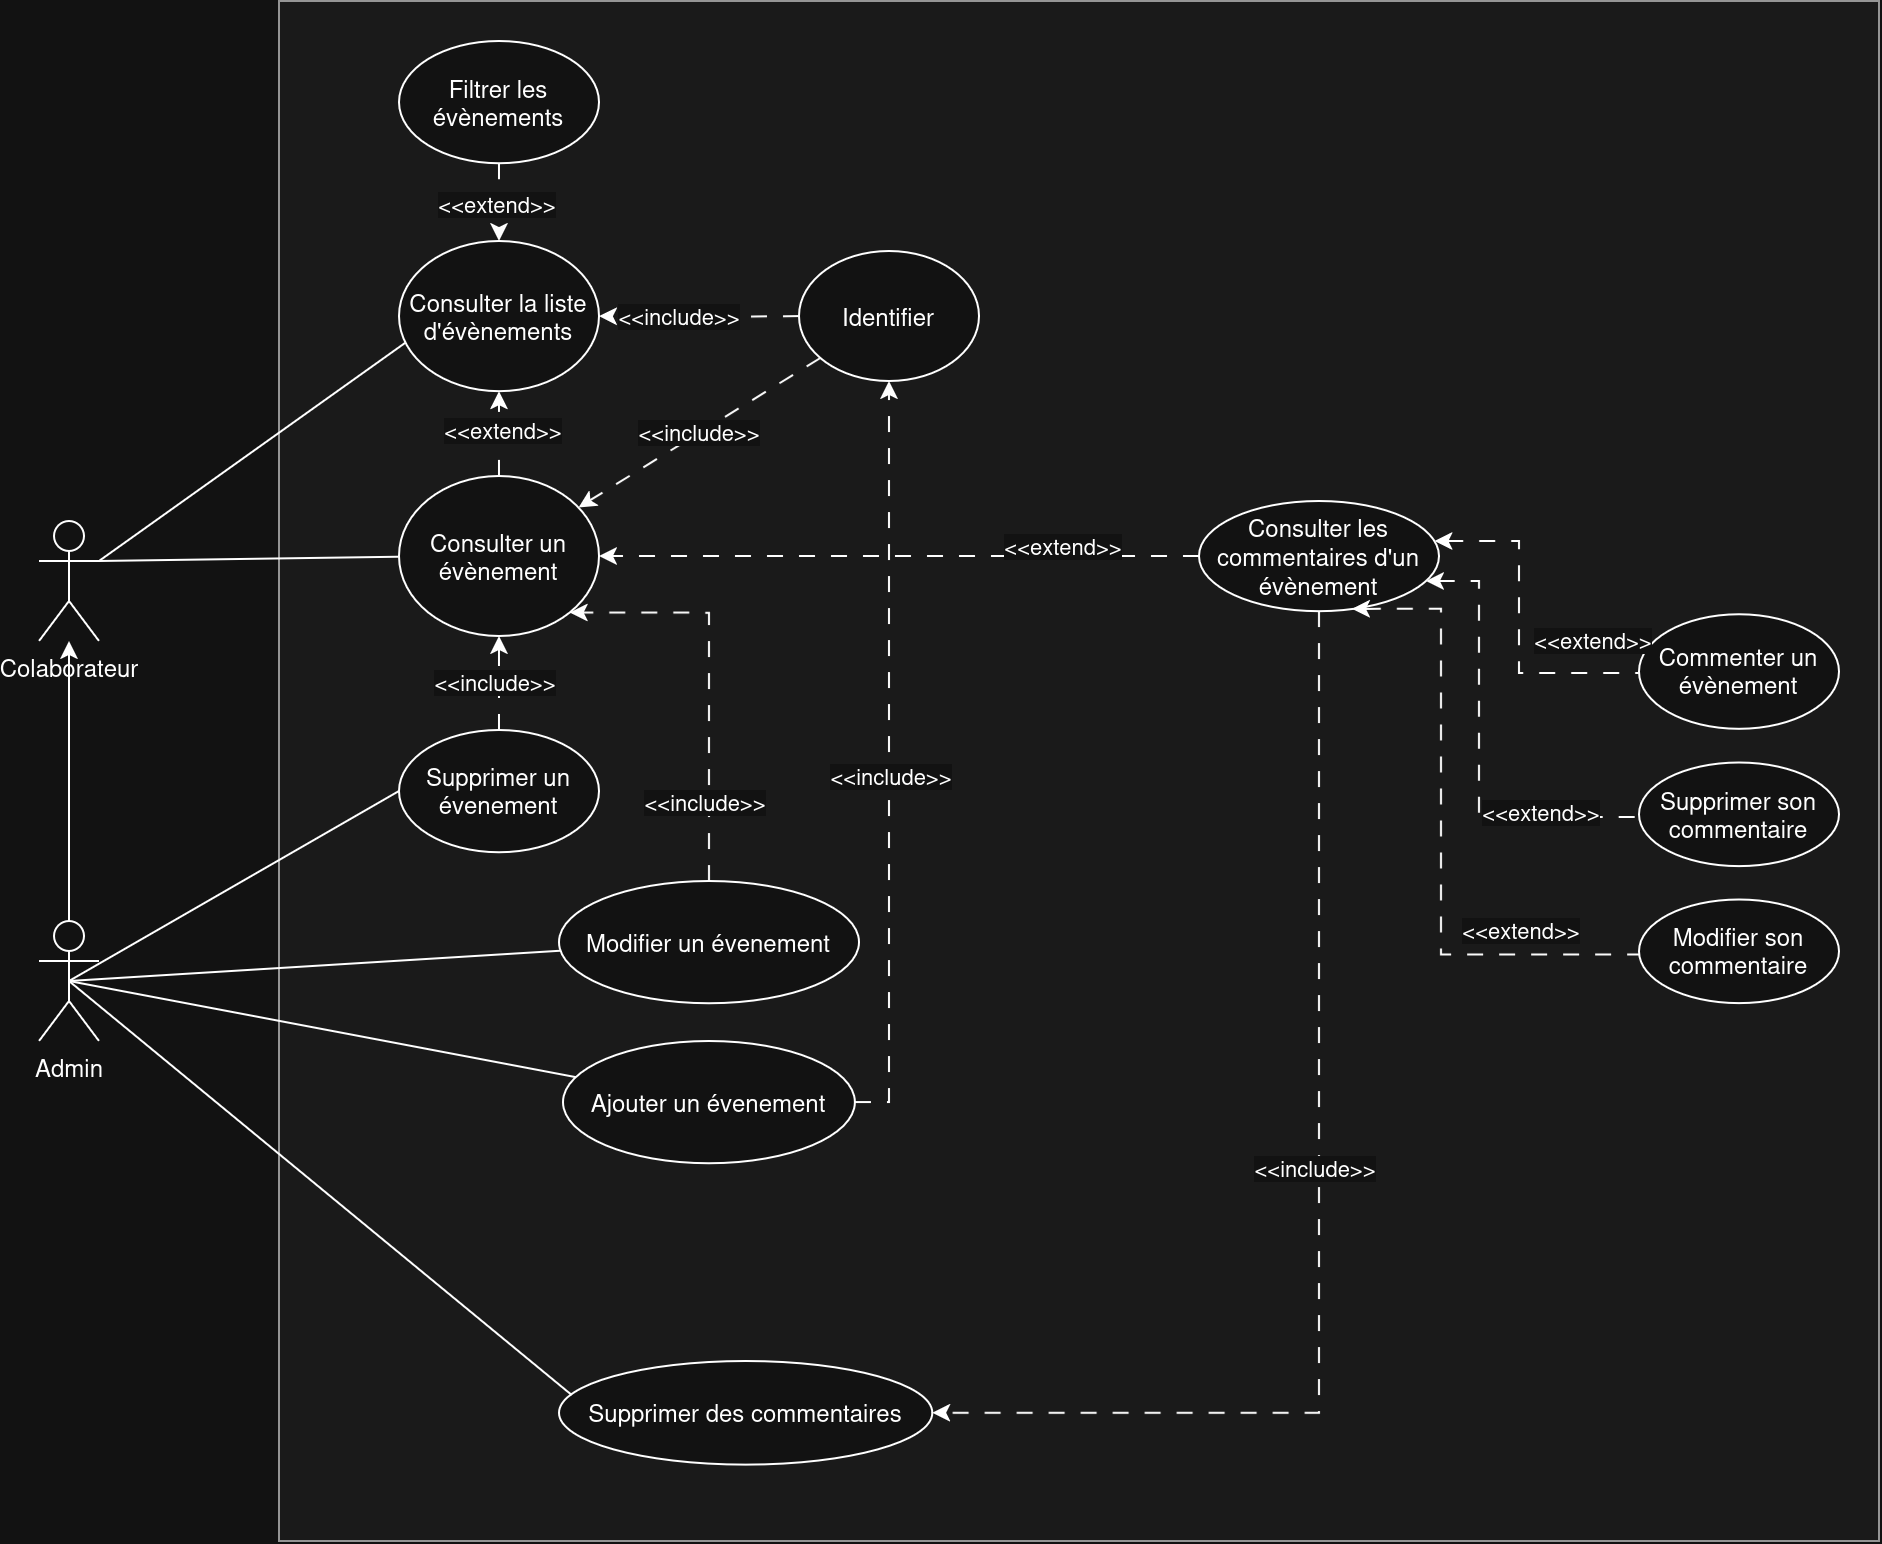 Filtrer les
évènements
<<extend>>
Consulter la liste
d'évènements
<<include>>
Identifier
<<extend>>
<<include>>
Consulter un
évènement
<<extend>>
Consulter les
commentaires d'un
évènement
Colaborateur
<<include>>
<<extend>>
Commenter un
évènement
Supprimer un
évenement
<<include>>
<<include>>
<<extend>>
Supprimer son
commentaire
Modifier un évenement
<<extend>>
Modifier son
commentaire
Admin
Ajouter un évenement
<<include>>
Supprimer des commentaires